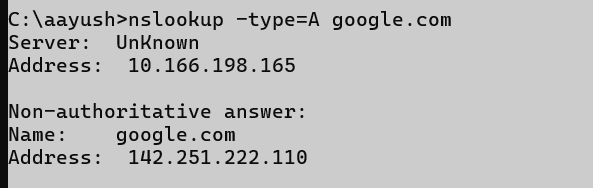 C:\aayush>nslookup -type=A google.com
Server:  UnKnown
Address:  10.166.198.165

Non-authoritative answer:
Name:    google.com
Address:  142.251.222.110